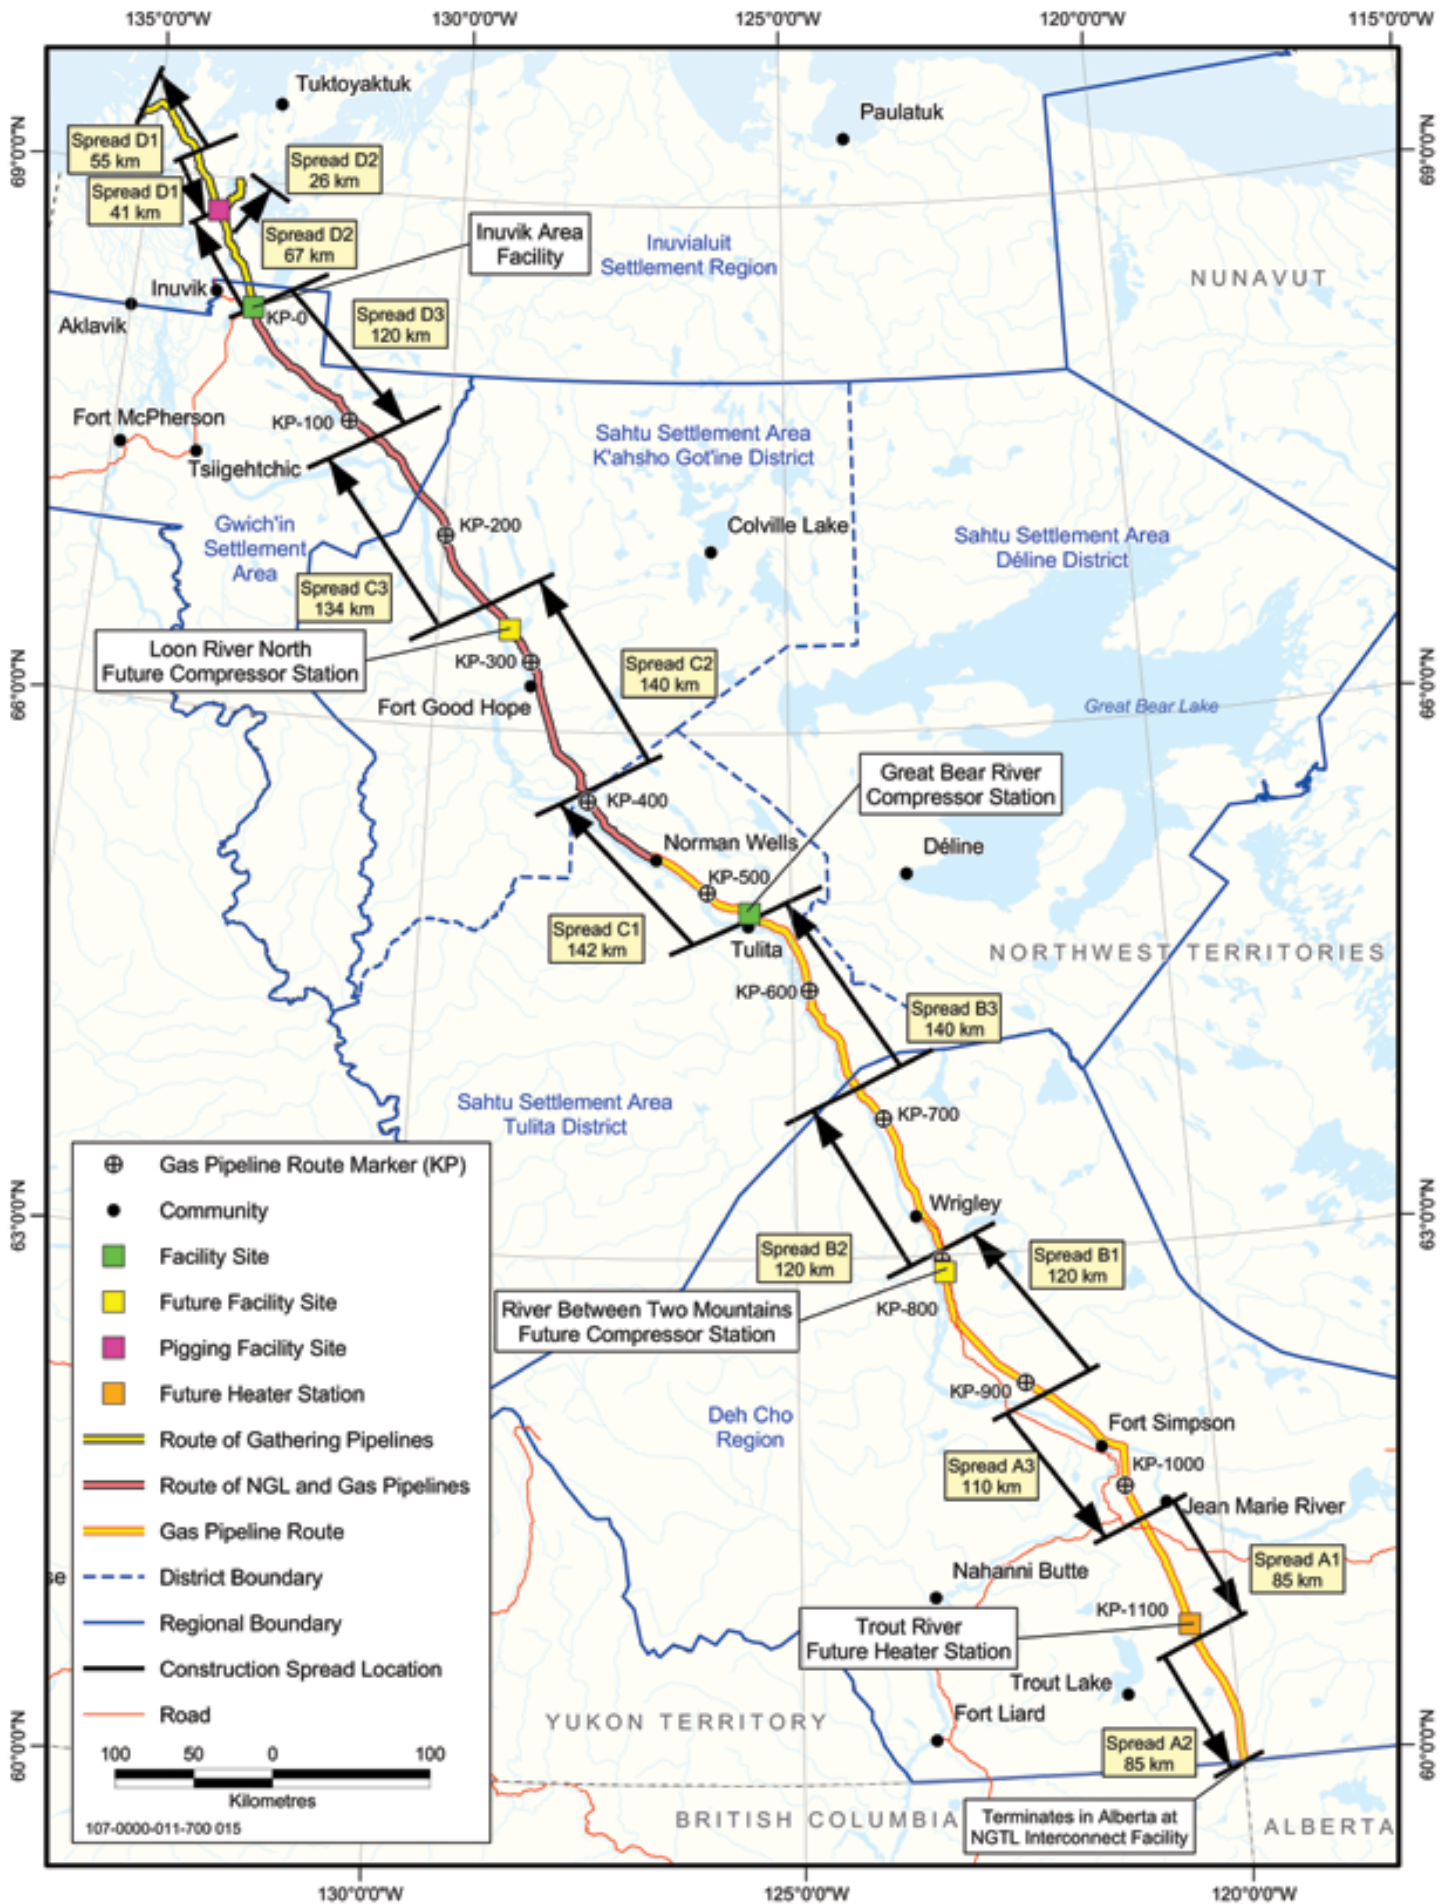 135°0'0"W
130°0'0"W
125°0'0"W
120°0'0"W
115°0'0"W
69°0'0"N
69°0'0"N
66°0'0"N
66°0'0"N
63°0'0"N
63°0'0"N
60°0'0"N
60°0'0"N
130°0'0"W
125°0'0"W
120°0'0"W
Tuktoyaktuk
Paulatuk
Spread D1
55 km
Spread D2
26 km
Spread D1
41 km
Spread D2
67 km
Inuvik Area
Facility
Inuvialuit
Settlement Region
NUNAVUT
Inuvik
Aklavik
KP-0
Spread D3
120 km
Fort McPherson
KP-100
Tsiigehtchic
Sahtu Settlement Area
K'ahsho Got'ine District
Gwich'in
Settlement
Area
KP-200
Colville Lake
Sahtu Settlement Area
Déline District
Spread C3
134 km
Loon River North
Future Compressor Station
KP-300
Spread C2
140 km
Fort Good Hope
Great Bear Lake
Great Bear River
Compressor Station
KP-400
Norman Wells
Déline
KP-500
Spread C1
142 km
Tulita
NORTHWEST TERRITORIES
KP-600
Spread B3
140 km
Sahtu Settlement Area
Tulita District
KP-700
Wrigley
Spread B2
120 km
Spread B1
120 km
River Between Two Mountains
Future Compressor Station
KP-800
KP-900
Deh Cho
Region
Fort Simpson
Spread A3
110 km
KP-1000
Jean Marie River
Spread A1
85 km
Nahanni Butte
KP-1100
Trout River
Future Heater Station
Trout Lake
Fort Liard
YUKON TERRITORY
Spread A2
85 km
BRITISH COLUMBIA
Terminates in Alberta at
NGTL Interconnect Facility
ALBERTA
se
Gas Pipeline Route Marker (KP)
Community
Facility Site
Future Facility Site
Pigging Facility Site
Future Heater Station
Route of Gathering Pipelines
Route of NGL and Gas Pipelines
Gas Pipeline Route
District Boundary
Regional Boundary
Construction Spread Location
Road
100 50 0 100
Kilometres
107-0000-011-700 015